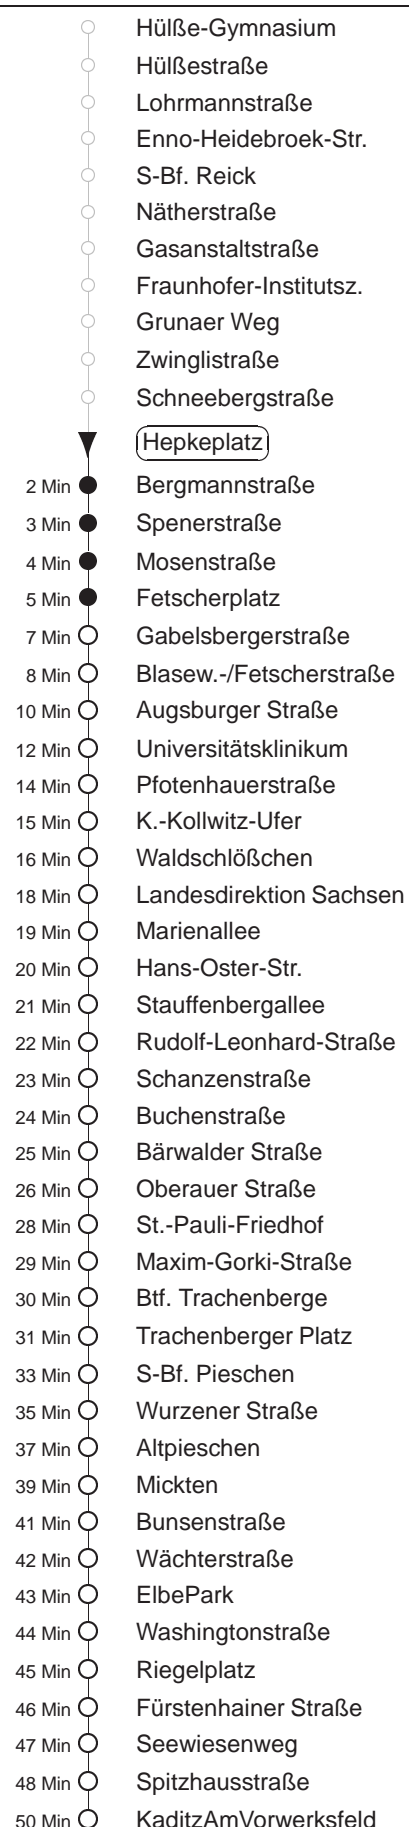 Hülße-Gymnasium
Hülßestraße
Lohrmannstraße
Enno-Heidebroek-Str.
S-Bf. Reick
Nätherstraße
Gasanstaltstraße
Fraunhofer-Institutsz.
Grunaer Weg
Zwinglistraße
Schneebergstraße
Hepkeplatz
2 Min Bergmannstraße
3 Min Spenerstraße
4 Min Mosenstraße
5 Min Fetscherplatz
7 Min Gabelsbergerstraße
8 Min Blasew.-/Fetscherstraße
10 Min Augsburger Straße
12 Min Universitätsklinikum
14 Min Pfotenhauerstraße
15 Min K.-Kollwitz-Ufer
16 Min Waldschlößchen
18 Min Landesdirektion Sachsen
19 Min Marienallee
20 Min Hans-Oster-Str.
21 Min Stauffenbergallee
22 Min Rudolf-Leonhard-Straße
23 Min Schanzenstraße
24 Min Buchenstraße
25 Min Bärwalder Straße
26 Min Oberauer Straße
28 Min St.-Pauli-Friedhof
29 Min Maxim-Gorki-Straße
30 Min Btf. Trachenberge
31 Min Trachenberger Platz
33 Min S-Bf. Pieschen
35 Min Wurzener Straße
37 Min Altpieschen
39 Min Mickten
41 Min Bunsenstraße
42 Min Wächterstraße
43 Min ElbePark
44 Min Washingtonstraße
45 Min Riegelplatz
46 Min Fürstenhainer Straße
47 Min Seewiesenweg
48 Min Spitzhausstraße
50 Min KaditzAmVorwerksfeld